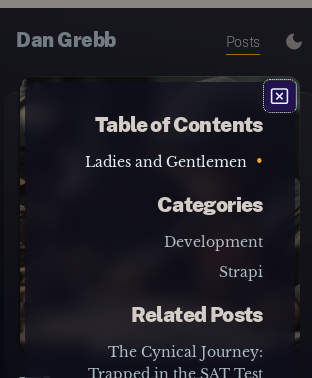 Dan Grebb
Posts
Table of Contents
Ladies and Gentlemen
Categories
Development
Strapi
Related Posts
The Cynical Journey:
Trapped in the SAT Test